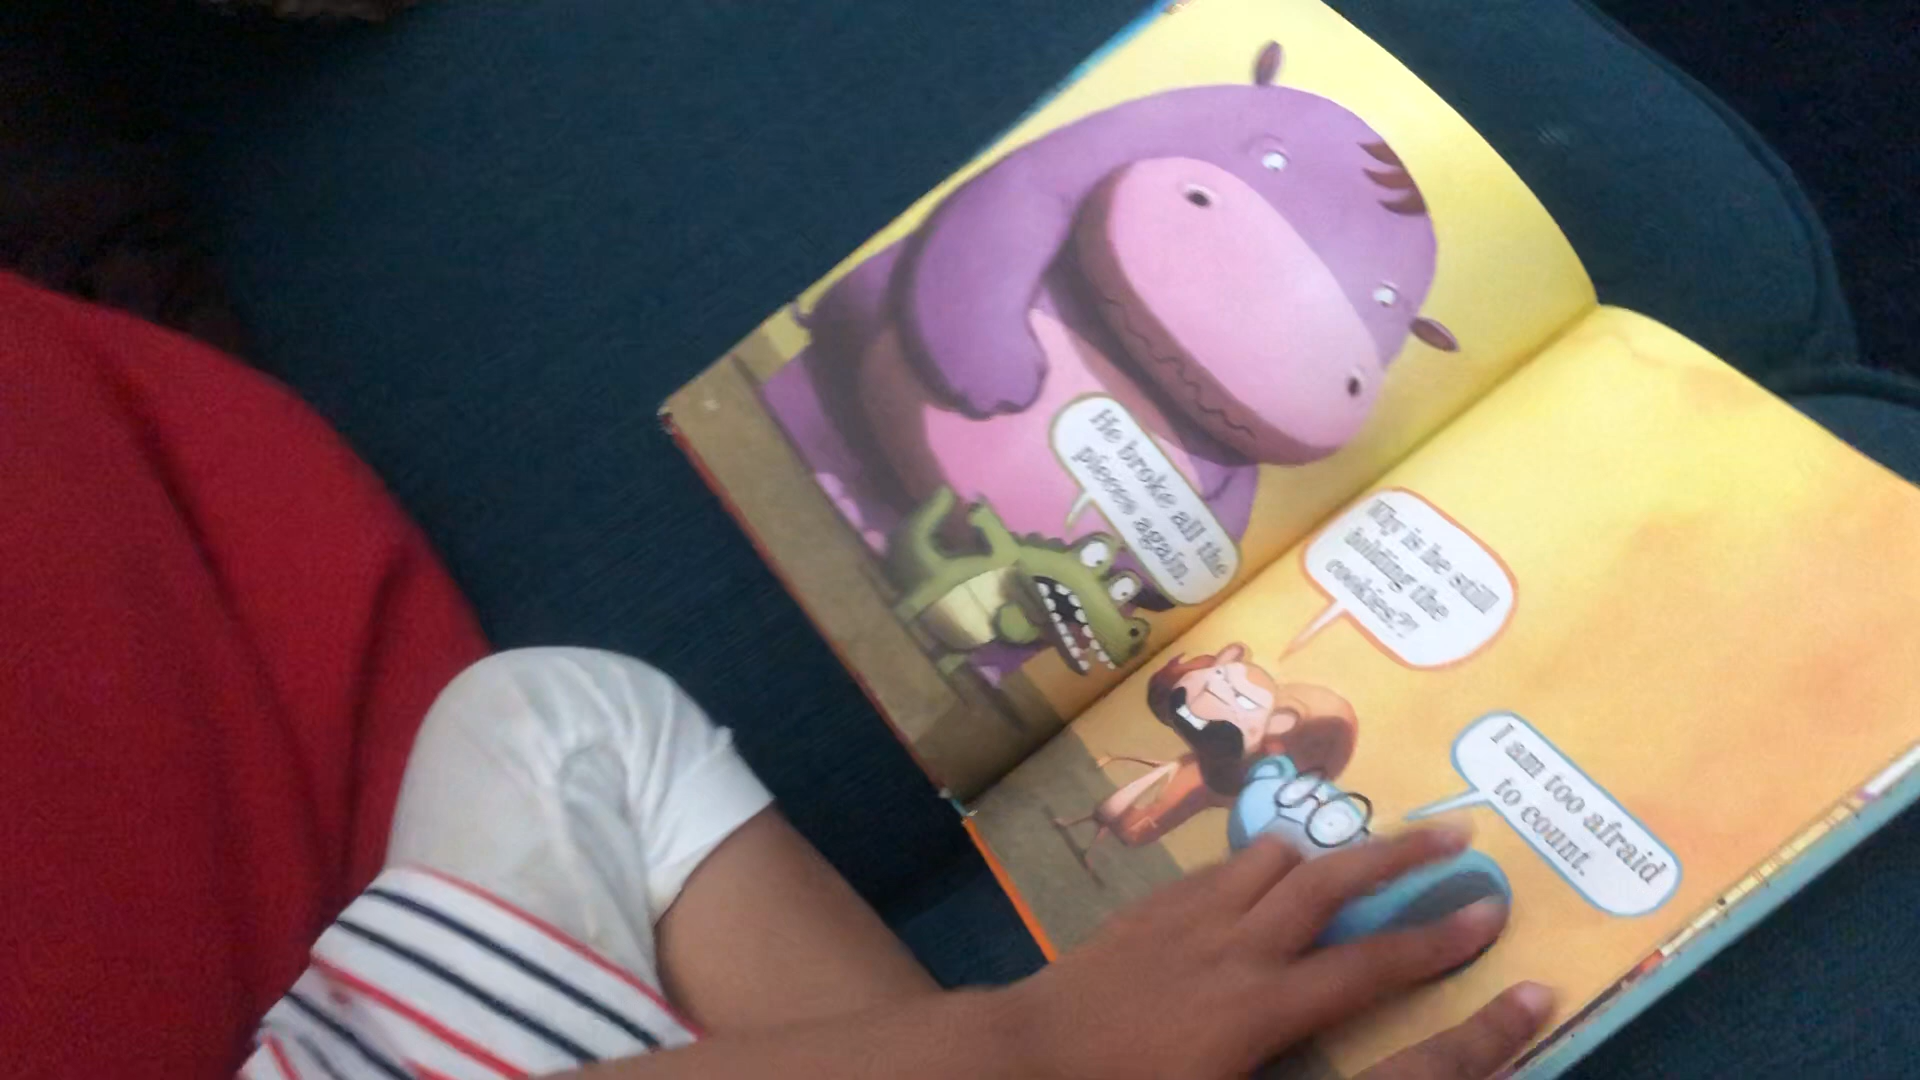 He broke all the
pieces again.
Why is he still
holding the
cookies?!
I am too afraid
to count.